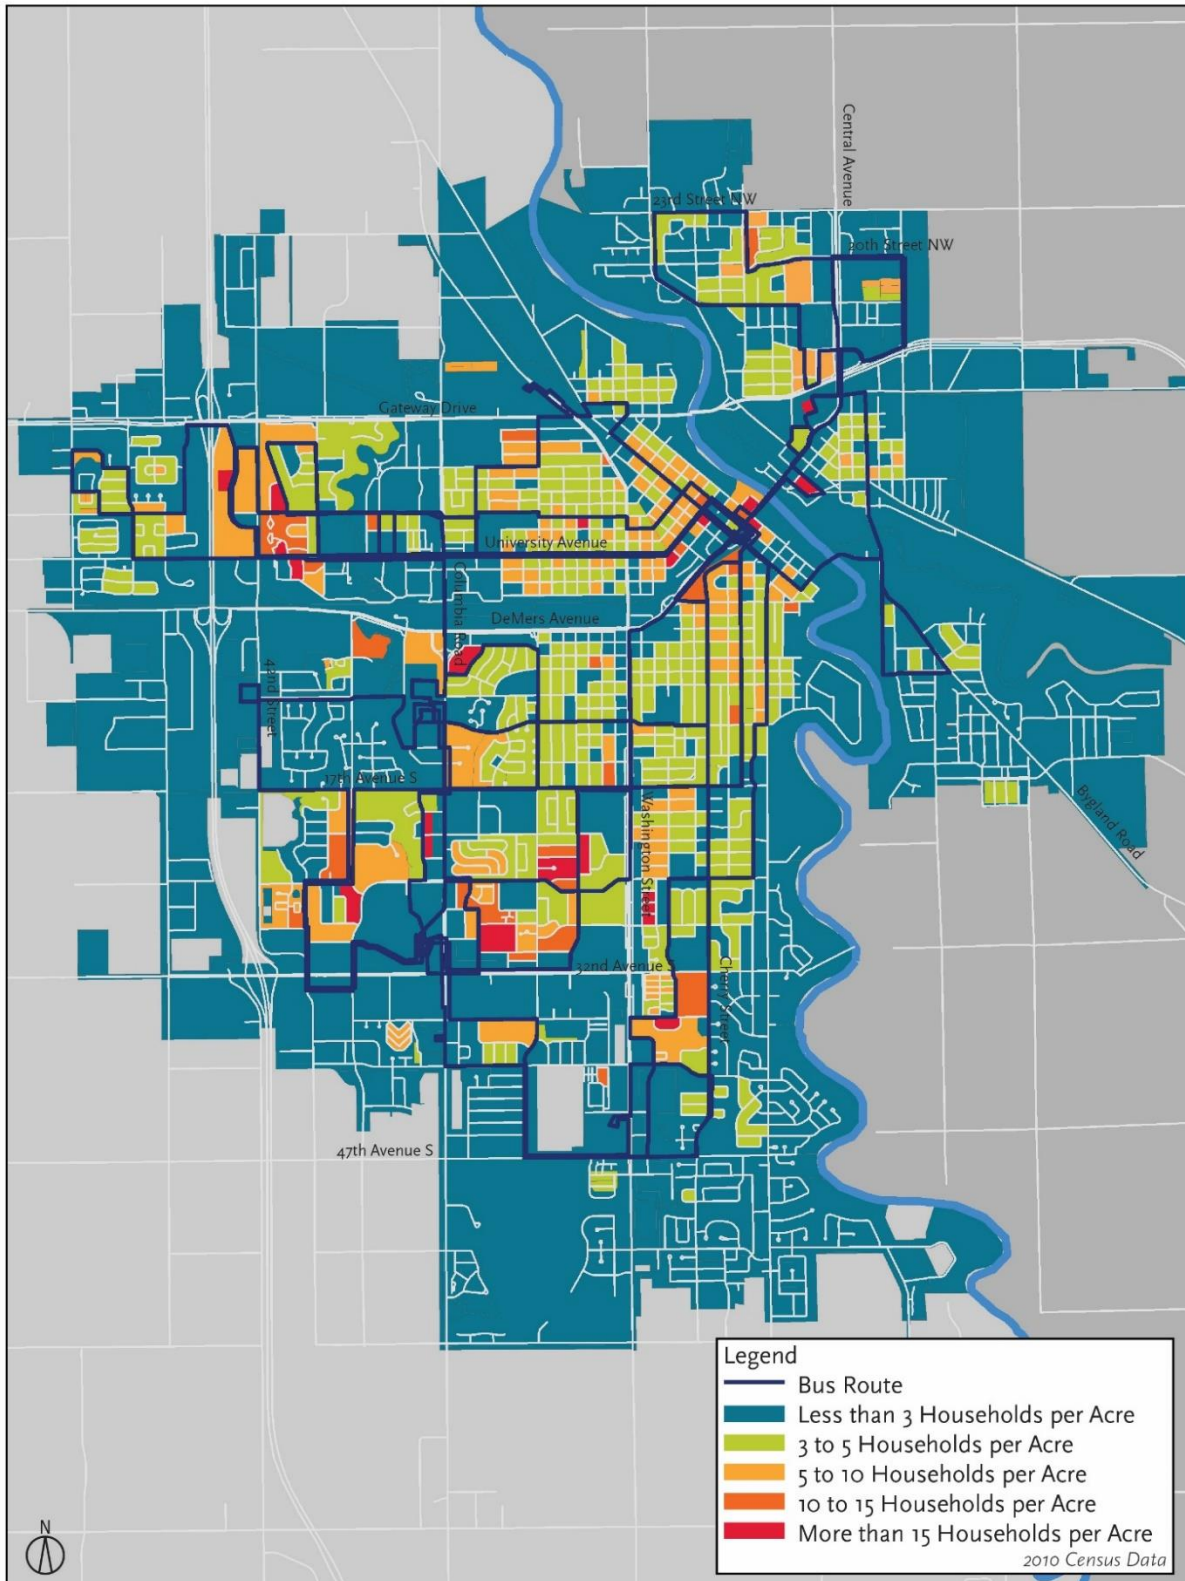 Central Avenue
23rd Street NW
20th Street NW
Gateway Drive
University Avenue
Columbia Road
DeMers Avenue
42nd Street
17th Avenue S
Washington Street
Bygland Road
32nd Avenue S
Cherry Street
47th Avenue S
Legend
Bus Route
Less than 3 Households per Acre
3 to 5 Households per Acre
5 to 10 Households per Acre
10 to 15 Households per Acre
More than 15 Households per Acre
2010 Census Data
N